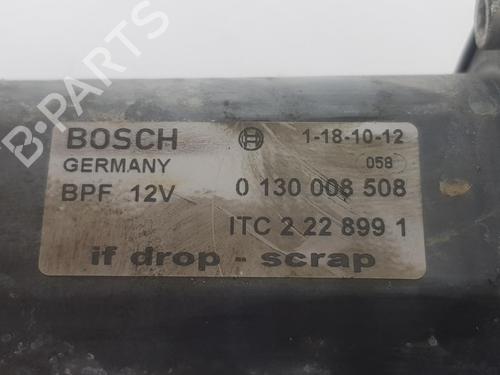 B-PARTS
BOSCH 1-18-10-12
GERMANY 058
BPF 12V 0 130 008 508
ITC 2 22 899 1
if drop - scrap